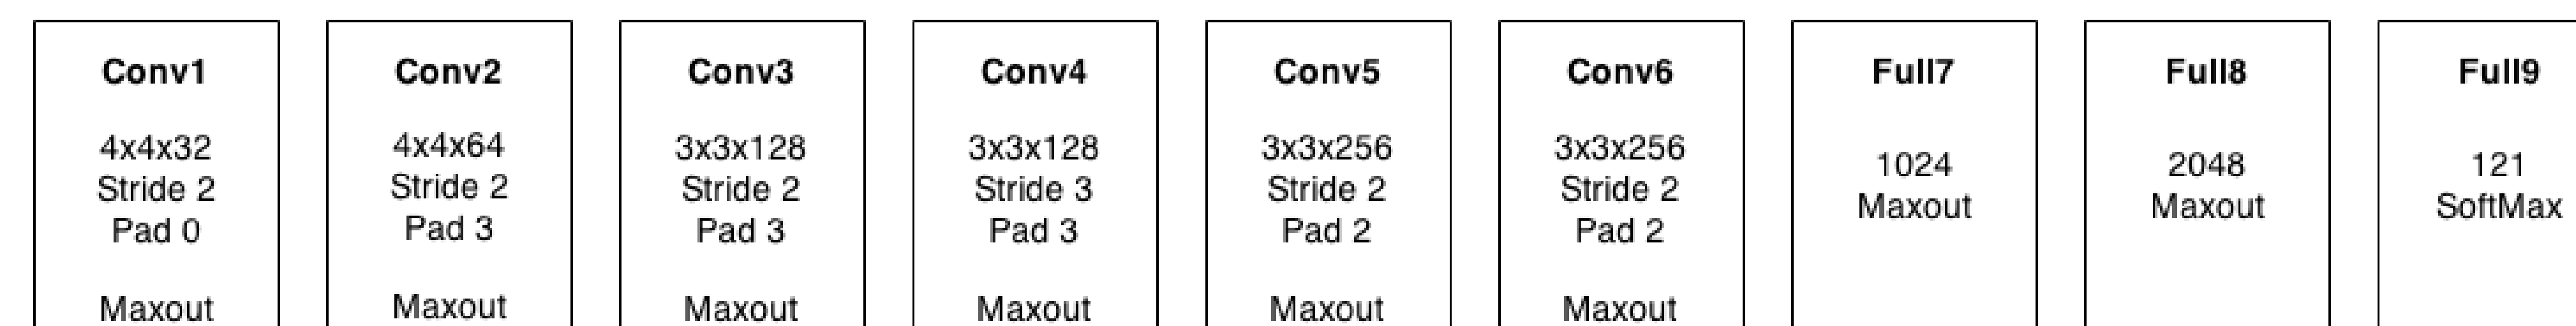 Conv1
4x4x32
Stride 2
Pad 0
Maxout
Conv2
4x4x64
Stride 2
Pad 3
Maxout
Conv3
3x3x128
Stride 2
Pad 3
Maxout
Conv4
3x3x128
Stride 3
Pad 3
Maxout
Conv5
3x3x256
Stride 2
Pad 2
Maxout
Conv6
3x3x256
Stride 2
Pad 2
Maxout
Full7
1024
Maxout
Full8
2048
Maxout
Full9
121
SoftMax